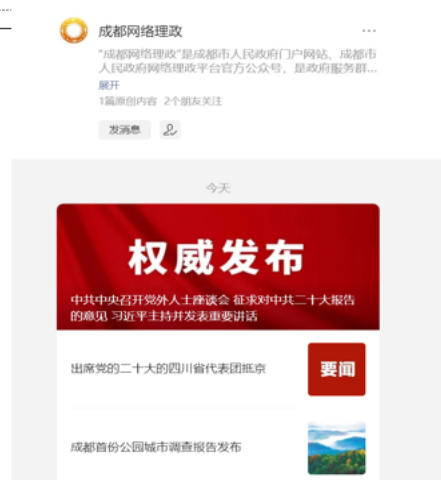 成都网络理政
"成都网络理政"是成都市人民政府门户网站、成都市
人民政府网络理政平台官方公众号，是政府服务群...
展开
1篇原创内容 2个朋友关注
发消息
今天
权威发布
中共中央召开党外人士座谈会 征求对中共二十大报告
的意见 习近平主持并发表重要讲话
出席党的二十大的四川省代表团抵京
要闻
成都首份公园城市调查报告发布